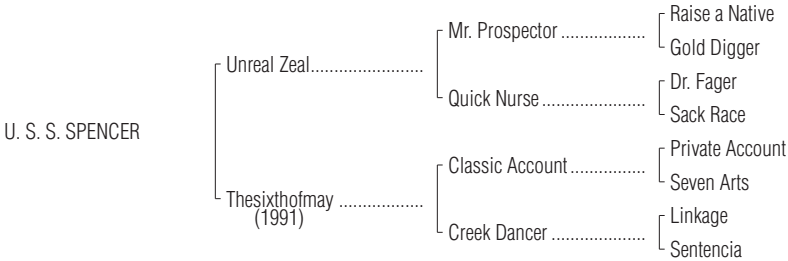 Raise a Native
Mr. Prospector ..................
Gold Digger
Unreal Zeal........................
Dr. Fager
Quick Nurse ......................
Sack Race
U. S. S. SPENCER
Private Account
Classic Account ................
Seven Arts
Thesixthofmay ..................
(1991)
Linkage
Creek Dancer ....................
Sentencia